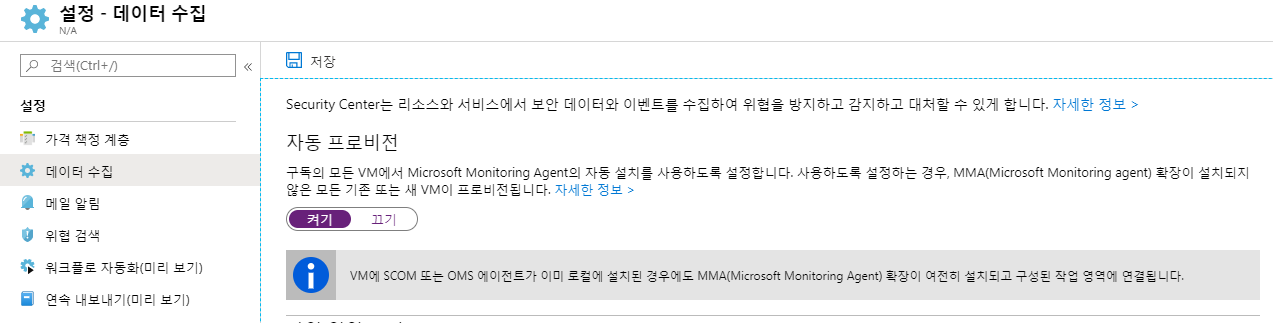 설정 - 데이터 수집
N/A
검색(Ctrl+/)
«
저장
설정
가격 책정 계층
데이터 수집
메일 알림
위협 검색
워크플로 자동화(미리 보기)
연속 내보내기(미리 보기)
Security Center는 리소스와 서비스에서 보안 데이터와 이벤트를 수집하여 위협을 방지하고 감지하고 대처할 수 있게 합니다. 자세한 정보 >
자동 프로비전
구독의 모든 VM에서 Microsoft Monitoring Agent의 자동 설치를 사용하도록 설정합니다. 사용하도록 설정하는 경우, MMA(Microsoft Monitoring agent) 확장이 설치되지
않은 모든 기존 또는 새 VM이 프로비전됩니다. 자세한 정보 >
켜기 끄기
VM에 SCOM 또는 OMS 에이전트가 이미 로컬에 설치된 경우에도 MMA(Microsoft Monitoring Agent) 확장이 여전히 설치되고 구성된 작업 영역에 연결됩니다.